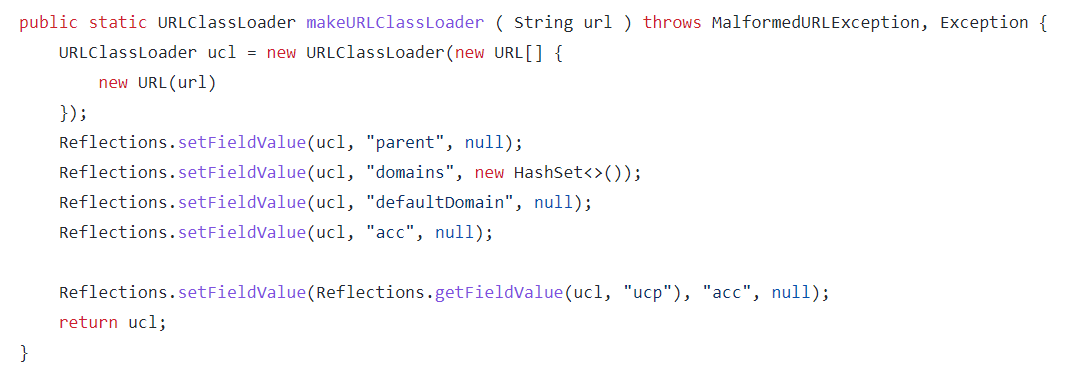 public static URLClassLoader makeURLClassLoader ( String url ) throws MalformedURLException, Exception {
    URLClassLoader ucl = new URLClassLoader(new URL[] {
        new URL(url)
    });
    Reflections.setFieldValue(ucl, "parent", null);
    Reflections.setFieldValue(ucl, "domains", new HashSet<>());
    Reflections.setFieldValue(ucl, "defaultDomain", null);
    Reflections.setFieldValue(ucl, "acc", null);

    Reflections.setFieldValue(Reflections.getFieldValue(ucl, "ucp"), "acc", null);
    return ucl;
}